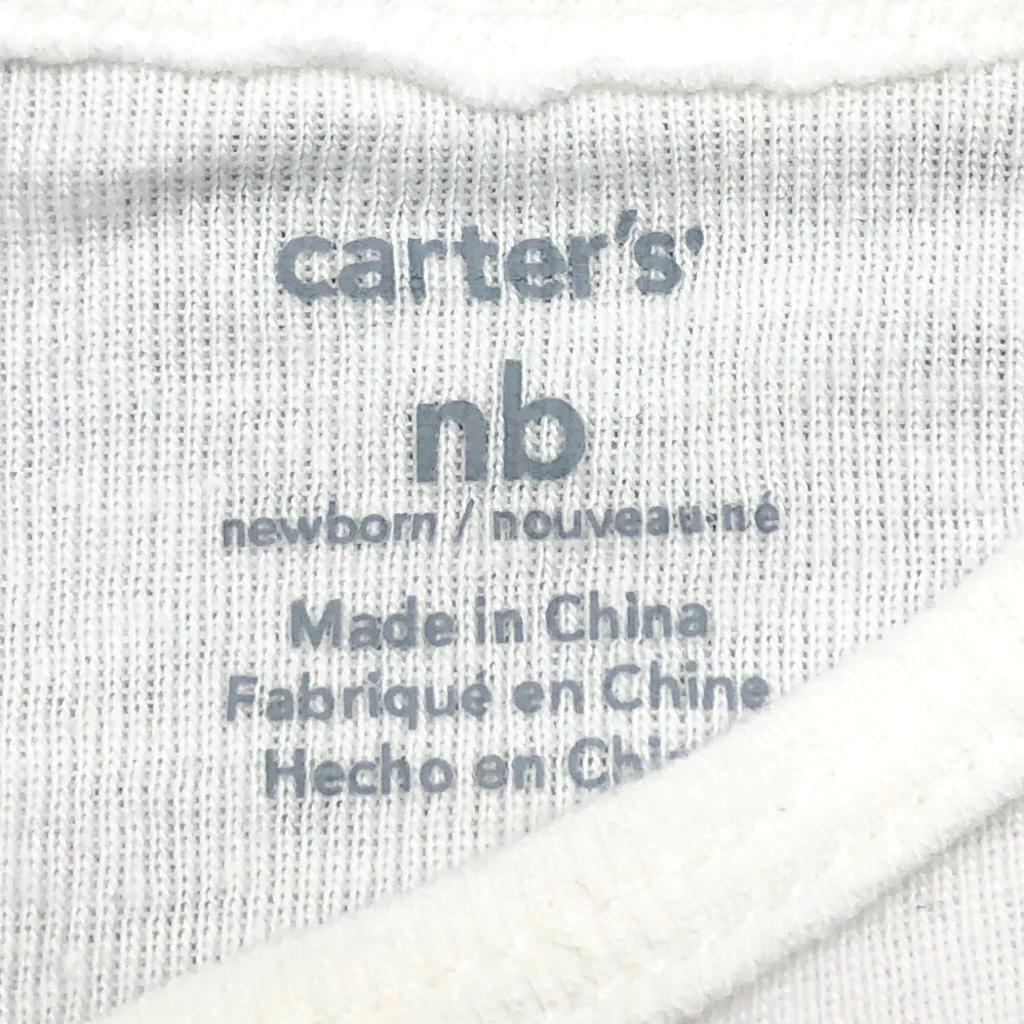 carter's
nb
newborn / nouveau-né
Made in China
Fabriqué en Chine
Hecho en